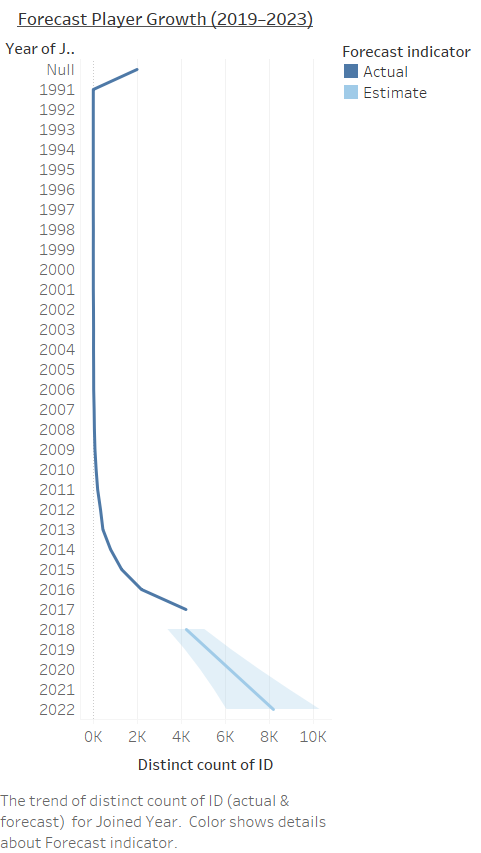 Forecast Player Growth (2019–2023)
Year of J..
Forecast indicator
Actual
Estimate
Null
1991
1992
1993
1994
1995
1996
1997
1998
1999
2000
2001
2002
2003
2004
2005
2006
2007
2008
2009
2010
2011
2012
2013
2014
2015
2016
2017
2018
2019
2020
2021
2022
0K 2K 4K 6K 8K 10K
Distinct count of ID
The trend of distinct count of ID (actual &
forecast) for Joined Year. Color shows details
about Forecast indicator.